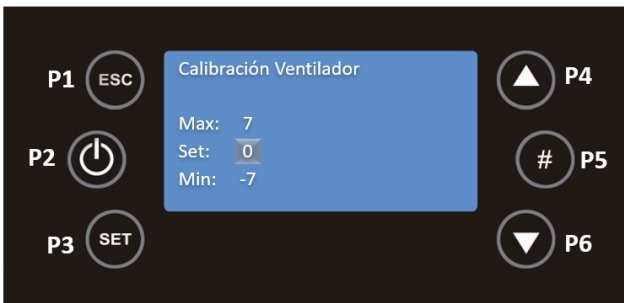 P1 ESC
Calibración Ventilador
P4
Max: 7
P2
Set: 0
# P5
Min: -7
P3 SET
P6